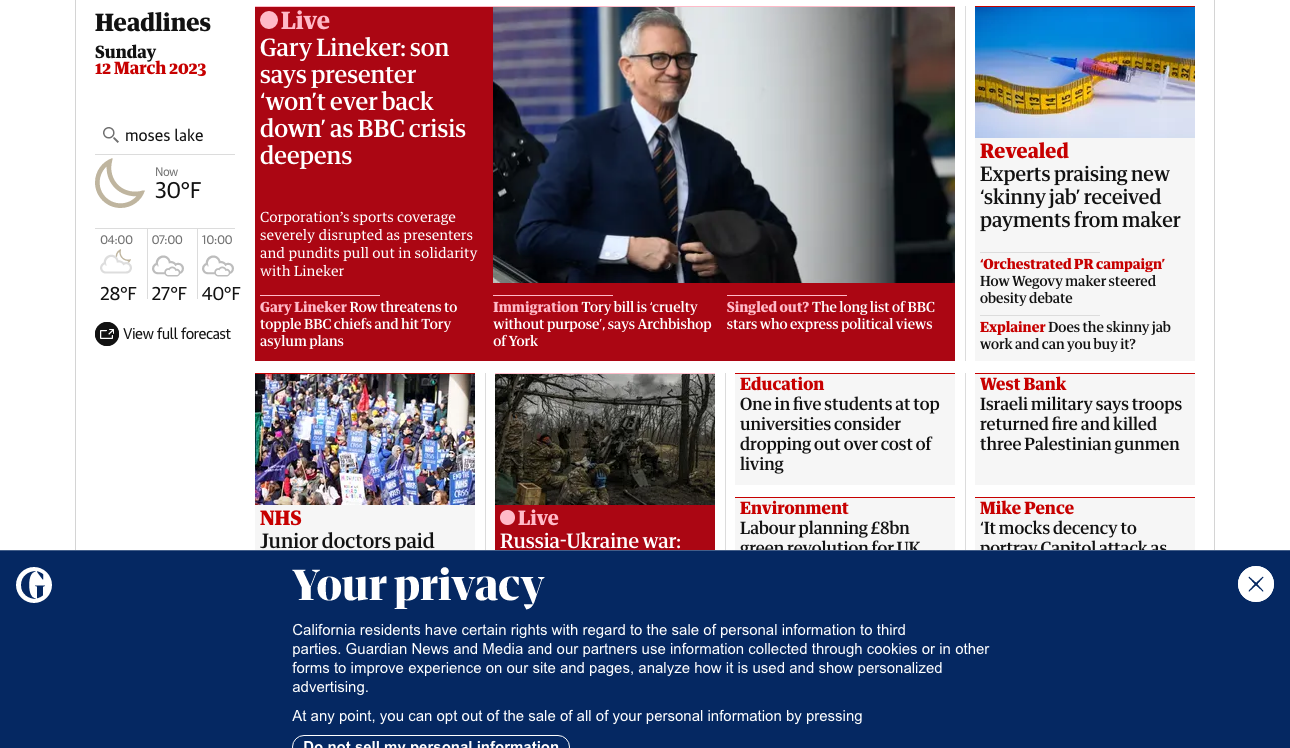 Headlines
Sunday
12 March 2023
moses lake
Now
30°F
04:00
07:00
10:00
28°F
27°F
40°F
View full forecast
Live
Gary Lineker: son
says presenter
‘won’t ever back
down’ as BBC crisis
deepens
Corporation’s sports coverage
severely disrupted as presenters
and pundits pull out in solidarity
with Lineker
Gary Lineker Row threatens to
topple BBC chiefs and hit Tory
asylum plans
Immigration Tory bill is ‘cruelty
without purpose’, says Archbishop
of York
Singled out? The long list of BBC
stars who express political views
Revealed
Experts praising new
‘skinny jab’ received
payments from maker
‘Orchestrated PR campaign’
How Wegovy maker steered
obesity debate
Explainer Does the skinny jab
work and can you buy it?
NHS
Junior doctors paid
Live
Russia-Ukraine war:
Education
One in five students at top
universities consider
dropping out over cost of
living
Environment
Labour planning £8bn
green revolution for UK
West Bank
Israeli military says troops
returned fire and killed
three Palestinian gunmen
Mike Pence
‘It mocks decency to
portray Capitol attack as
Your privacy
California residents have certain rights with regard to the sale of personal information to third
parties. Guardian News and Media and our partners use information collected through cookies or in other
forms to improve experience on our site and pages, analyze how it is used and show personalized
advertising.
At any point, you can opt out of the sale of all of your personal information by pressing
Do not sell my personal information